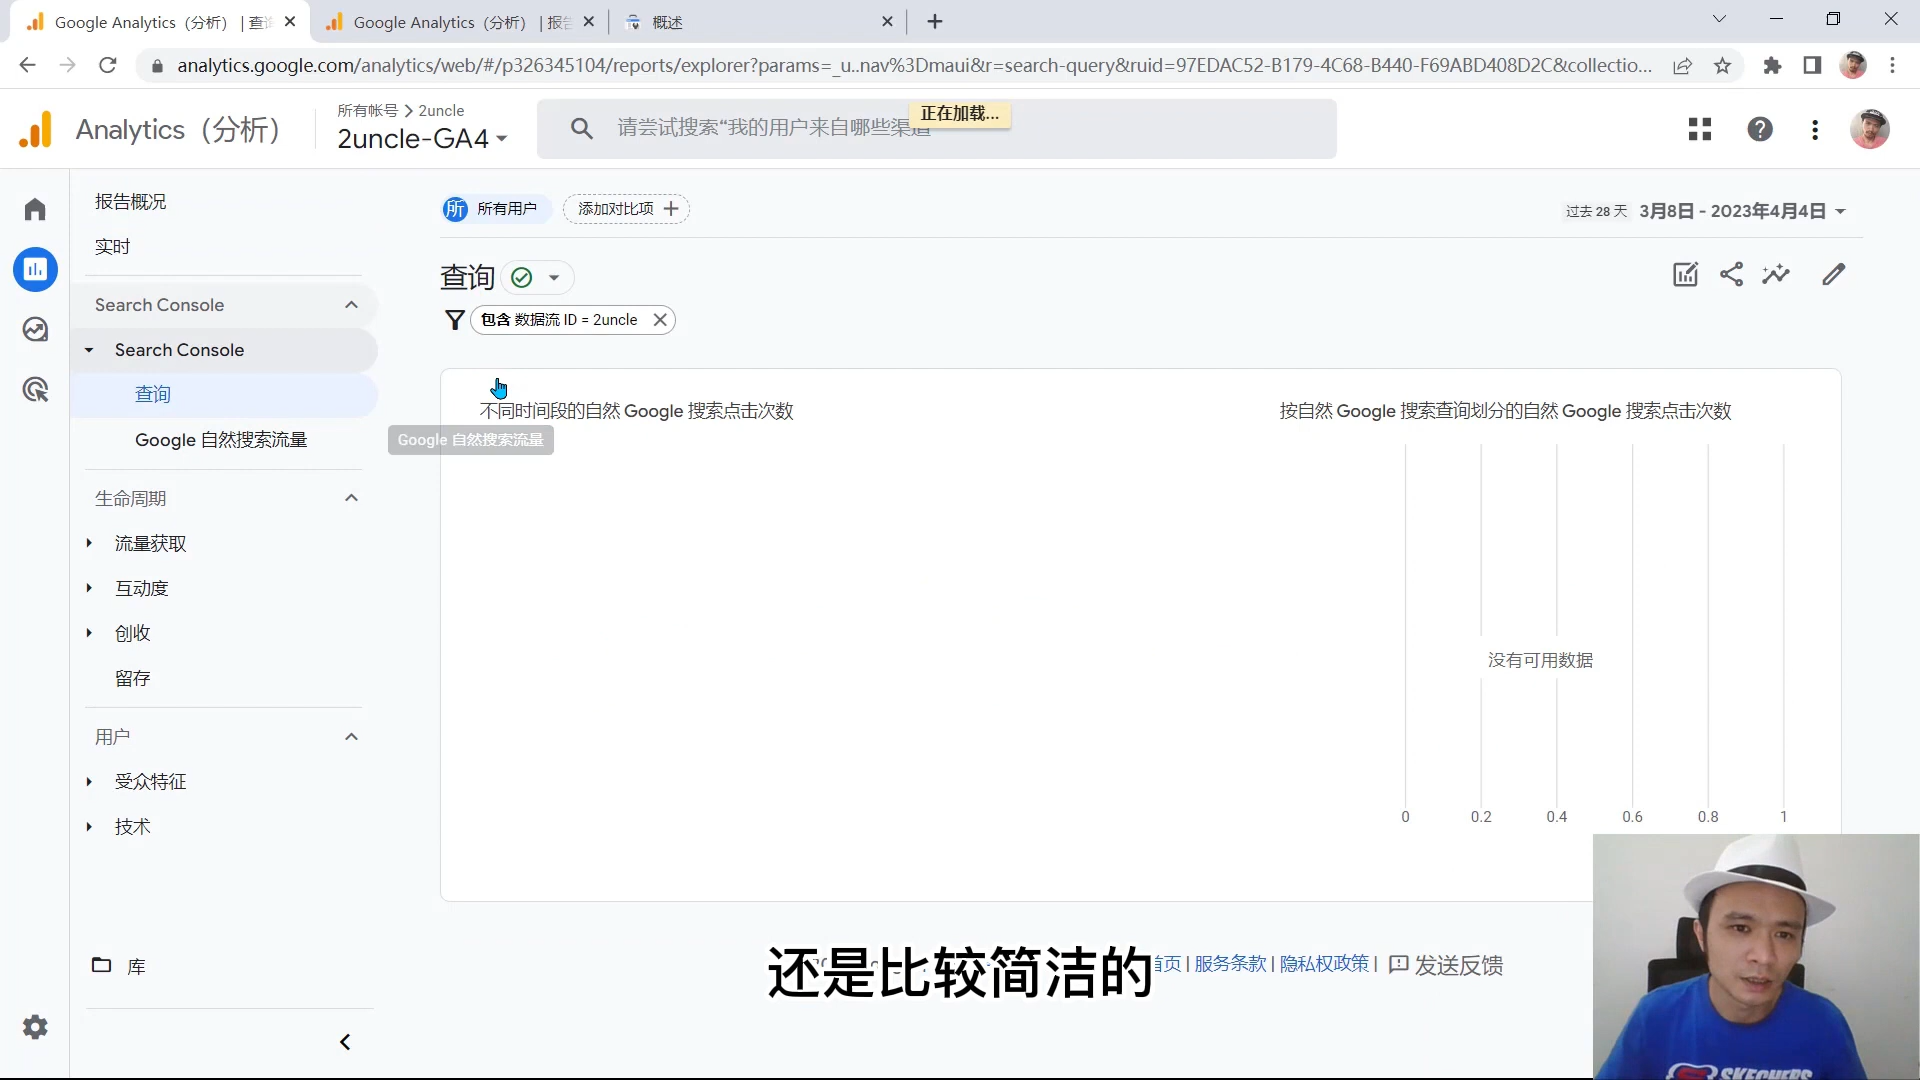 Google Analytics（分析）| 查
Google Analytics（分析）| 报告
概述
analytics.google.com/analytics/web/#/p326345104/reports/explorer?params=_u..nav%3Dmaui&r=search-query&ruid=97EDAC52-B179-4C68-B440-F69ABD408D2C&collectio...
Analytics（分析）
所有帐号 > 2uncle
2uncle-GA4
请尝试搜索“我的用户来自哪些渠道
正在加载...
报告概况
实时
Search Console
Search Console
查询
Google 自然搜索流量
生命周期
流量获取
互动度
创收
留存
用户
受众特征
技术
库
所 所有用户
添加对比项
过去 28 天 3月8日 - 2023年4月4日
查询
包含 数据流 ID = 2uncle
不同时间段的自然 Google 搜索点击次数
按自然 Google 搜索查询划分的自然 Google 搜索点击次数
Google 自然搜索流量
没有可用数据
0 0.2 0.4 0.6 0.8 1
首页 | 服务条款 | 隐私权政策 | 发送反馈
还是比较简洁的
SKECHERS